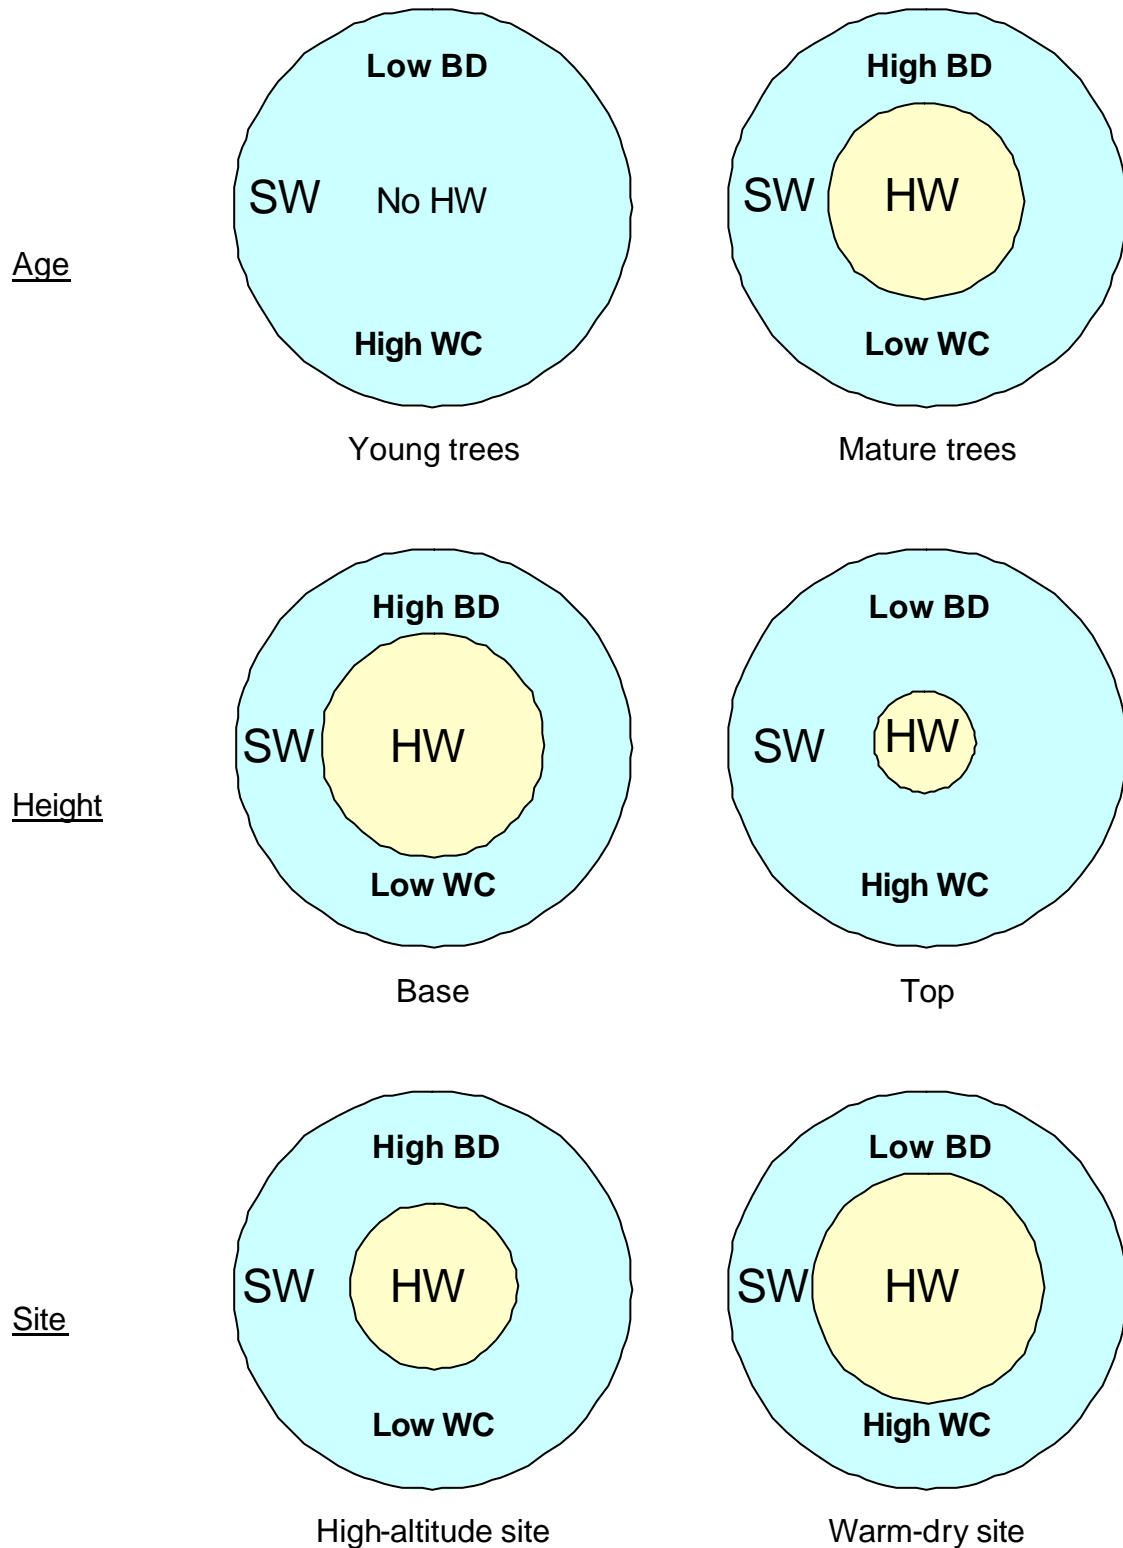 Age
Low BD
SW No HW
High WC
Young trees
High BD
SW HW
Low WC
Mature trees
Height
High BD
SW HW
Low WC
Base
Low BD
SW HW
High WC
Top
Site
High BD
SW HW
Low WC
High-altitude site
Low BD
SW HW
High WC
Warm-dry site